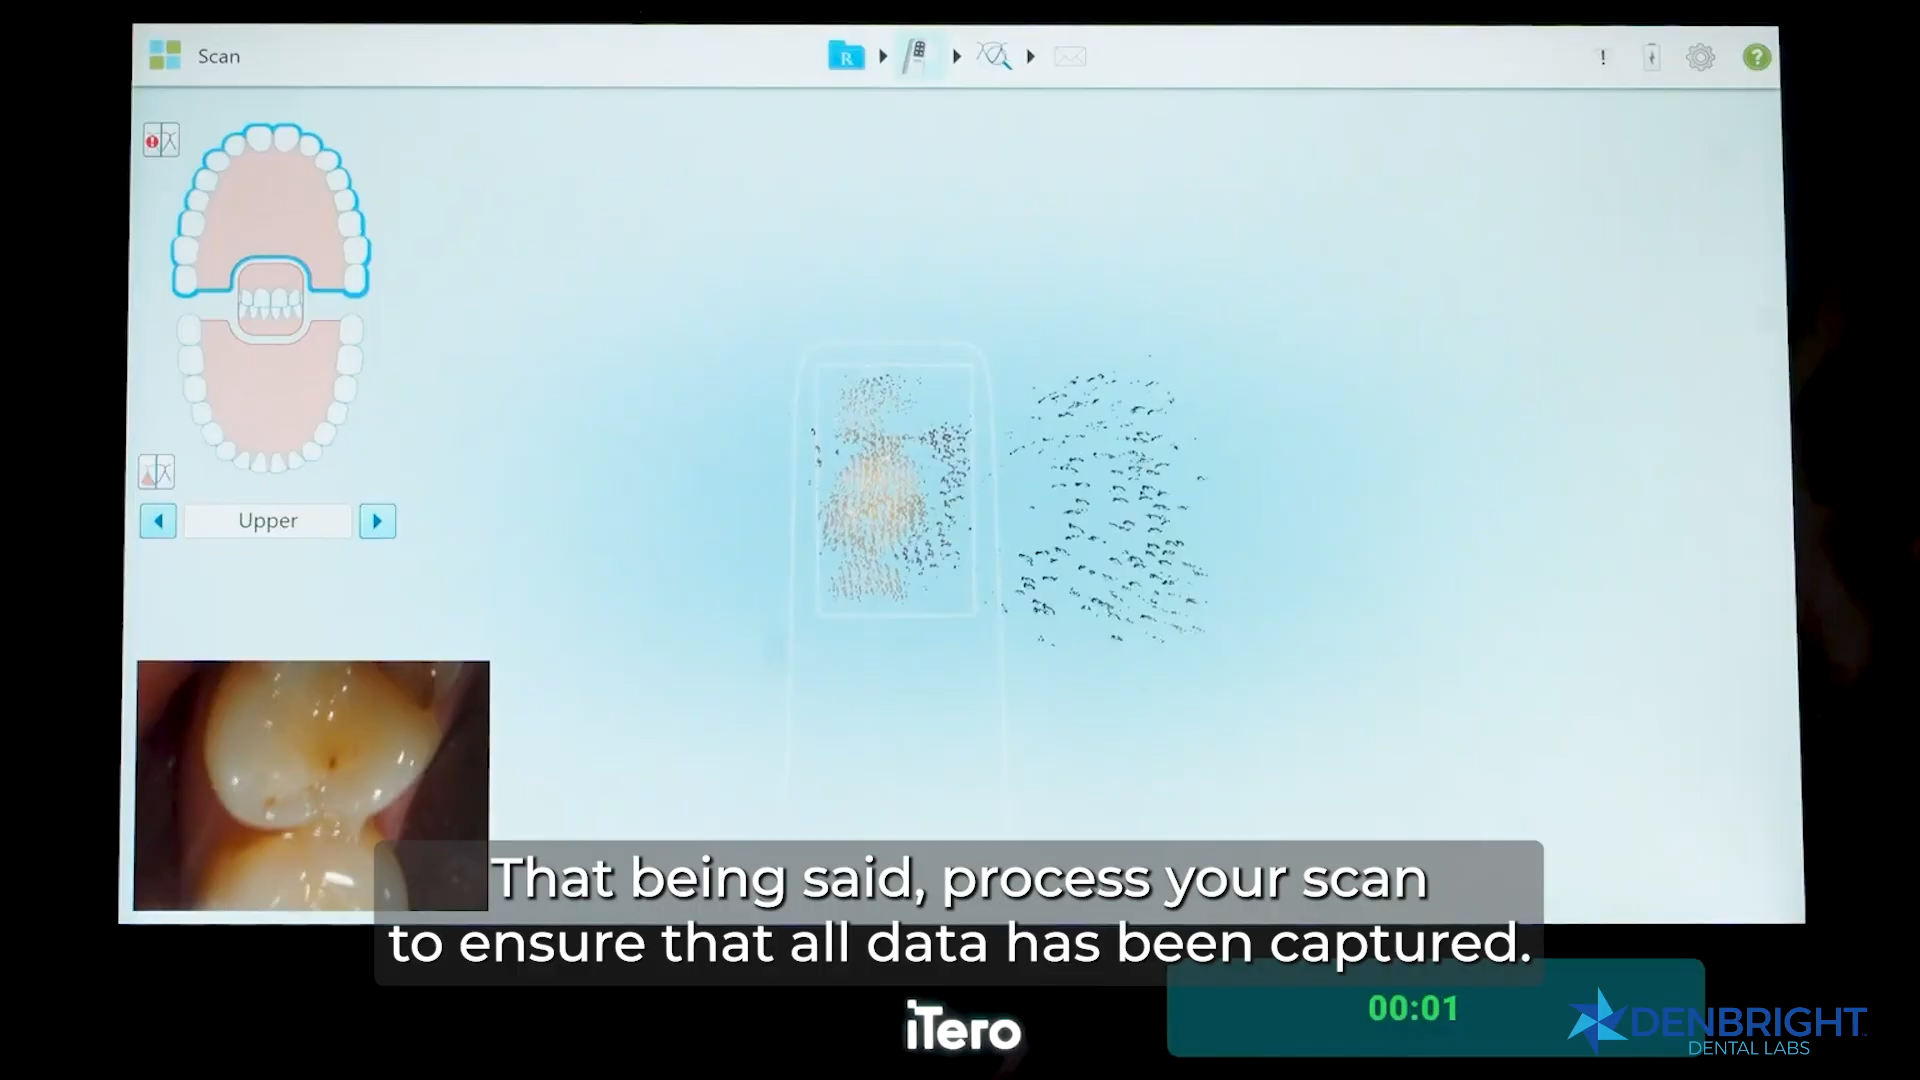 Scan
R
!
?
Upper
That being said, process your scan
to ensure that all data has been captured.
iTero
00:01
DENBRIGHT
DENTAL LABS